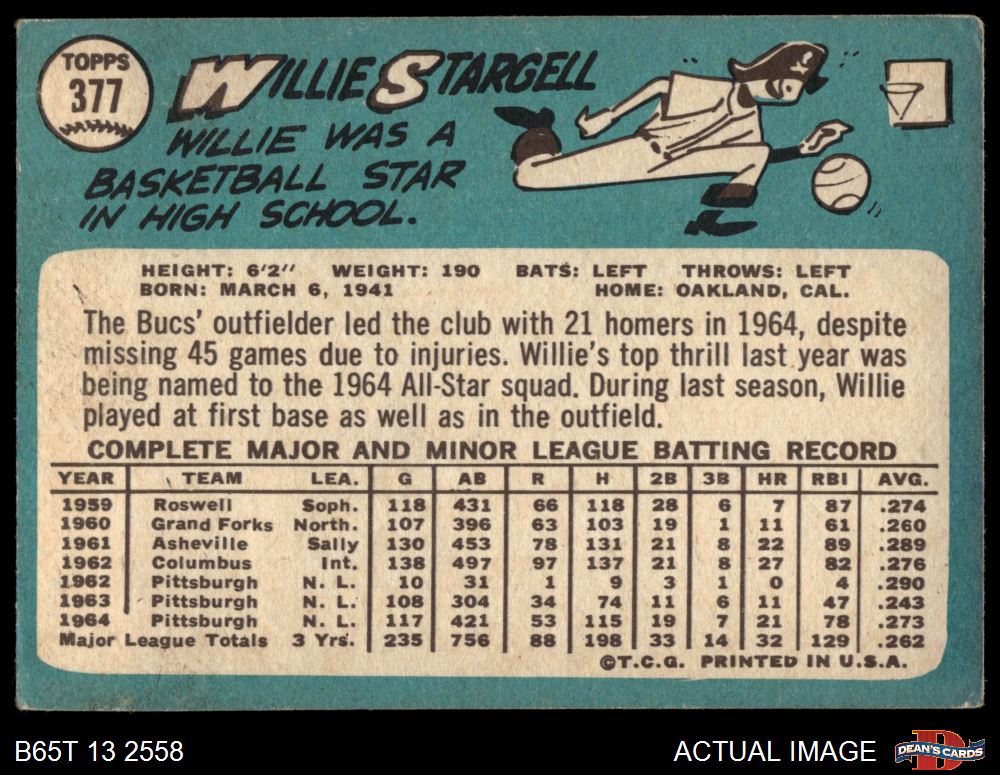 TOPPS
377
WILLIE STARGELL
WILLIE WAS A
BASKETBALL STAR
IN HIGH SCHOOL.
HEIGHT: 6'2" WEIGHT: 190 BATS: LEFT THROWS: LEFT
BORN: MARCH 6, 1941 HOME: OAKLAND, CAL.
The Bucs' outfielder led the club with 21 homers in 1964, despite
missing 45 games due to injuries. Willie's top thrill last year was
being named to the 1964 All-Star squad. During last season, Willie
played at first base as well as in the outfield.
COMPLETE MAJOR AND MINOR LEAGUE BATTING RECORD
YEAR TEAM LEA. G AB R H 2B 3B HR RBI AVG.
1959 Roswell Soph. 118 431 66 118 28 6 7 87 .274
1960 Grand Forks North. 107 396 63 103 19 1 11 61 .260
1961 Asheville Sally 130 453 78 131 21 8 22 89 .289
1962 Columbus Int. 138 497 97 137 21 8 27 82 .276
1962 Pittsburgh N. L. 10 31 1 9 3 1 0 4 .290
1963 Pittsburgh N. L. 108 304 34 74 11 6 11 47 .243
1964 Pittsburgh N. L. 117 421 53 115 19 7 21 78 .273
Major League Totals 3 Yrs. 235 756 88 198 33 14 32 129 .262
©T.C.G. PRINTED IN U.S.A.
B65T 13 2558 ACTUAL IMAGE DEAN'S CARDS